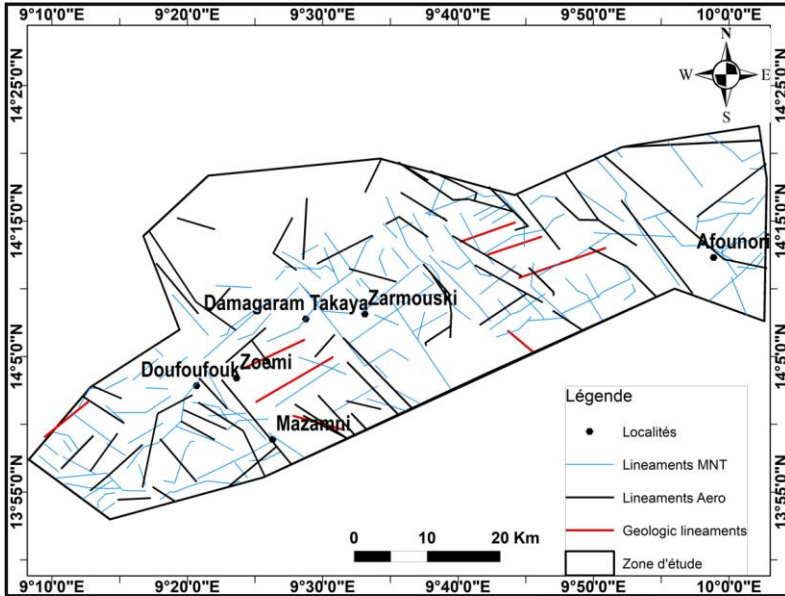 9°10'0"E 9°20'0"E 9°30'0"E 9°40'0"E 9°50'0"E 10°0'0"E
N
W E
S
14°25'0"N 14°25'0"N
14°15'0"N 14°15'0"N
Afounori
Damagaram Takaya Zarmouski
14°5'0"N 14°5'0"N
Doufoufouk Zoemi
Mazamni
Légende
Localités
Lineaments MNT
Lineaments Aero
Geologic lineaments
Zone d'étude
13°55'0"N 13°55'0"N
0 10 20 Km
9°10'0"E 9°20'0"E 9°30'0"E 9°40'0"E 9°50'0"E 10°0'0"E